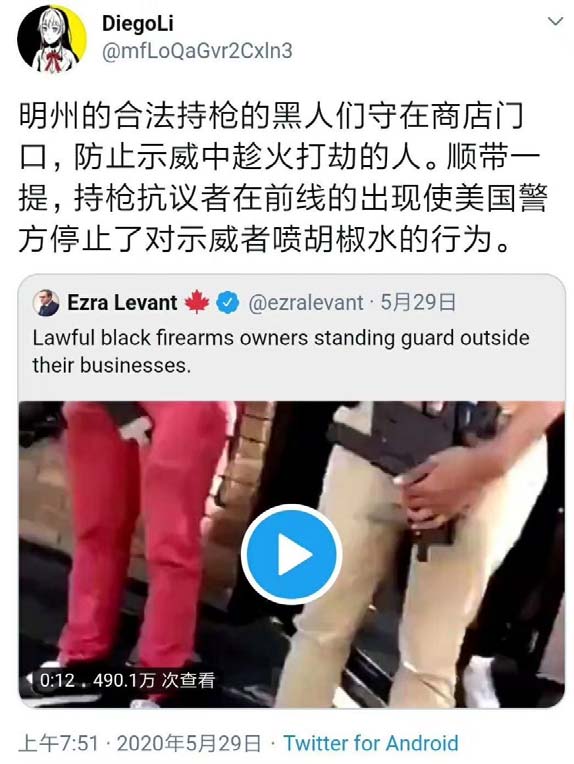 DiegoLi
@mfLoQaGvr2Cxln3
明州的合法持枪的黑人们守在商店门
口，防止示威中趁火打劫的人。顺带一
提，持枪抗议者在前线的出现使美国警
方停止了对示威者喷胡椒水的行为。
Ezra Levant 🍁 @ezralevant · 5月29日
Lawful black firearms owners standing guard outside
their businesses.
0:12，490.1万 次查看
上午7:51 · 2020年5月29日 · Twitter for Android